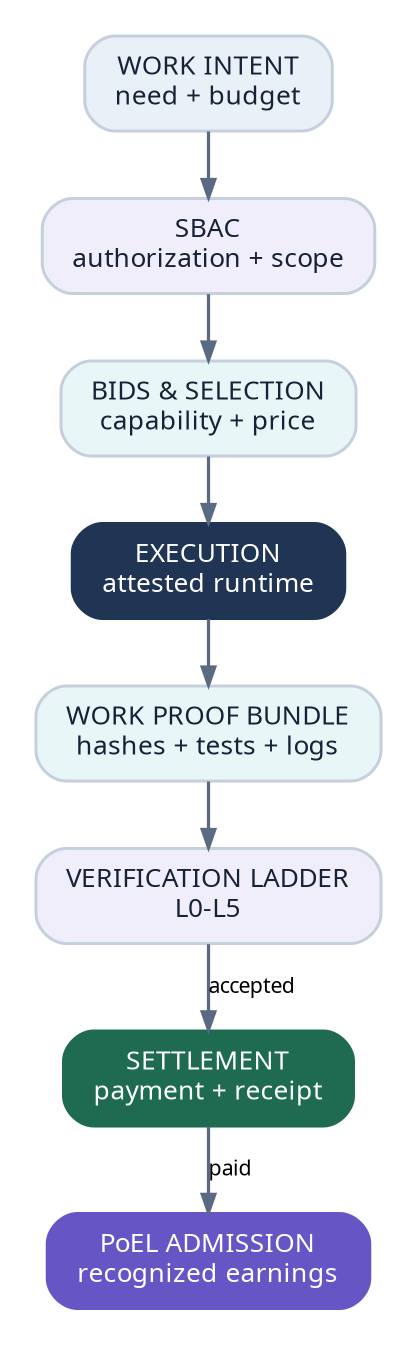 WORK INTENT
need + budget
SBAC
authorization + scope
BIDS & SELECTION
capability + price
EXECUTION
attested runtime
WORK PROOF BUNDLE
hashes + tests + logs
VERIFICATION LADDER
L0-L5
accepted
SETTLEMENT
payment + receipt
paid
PoEL ADMISSION
recognized earnings